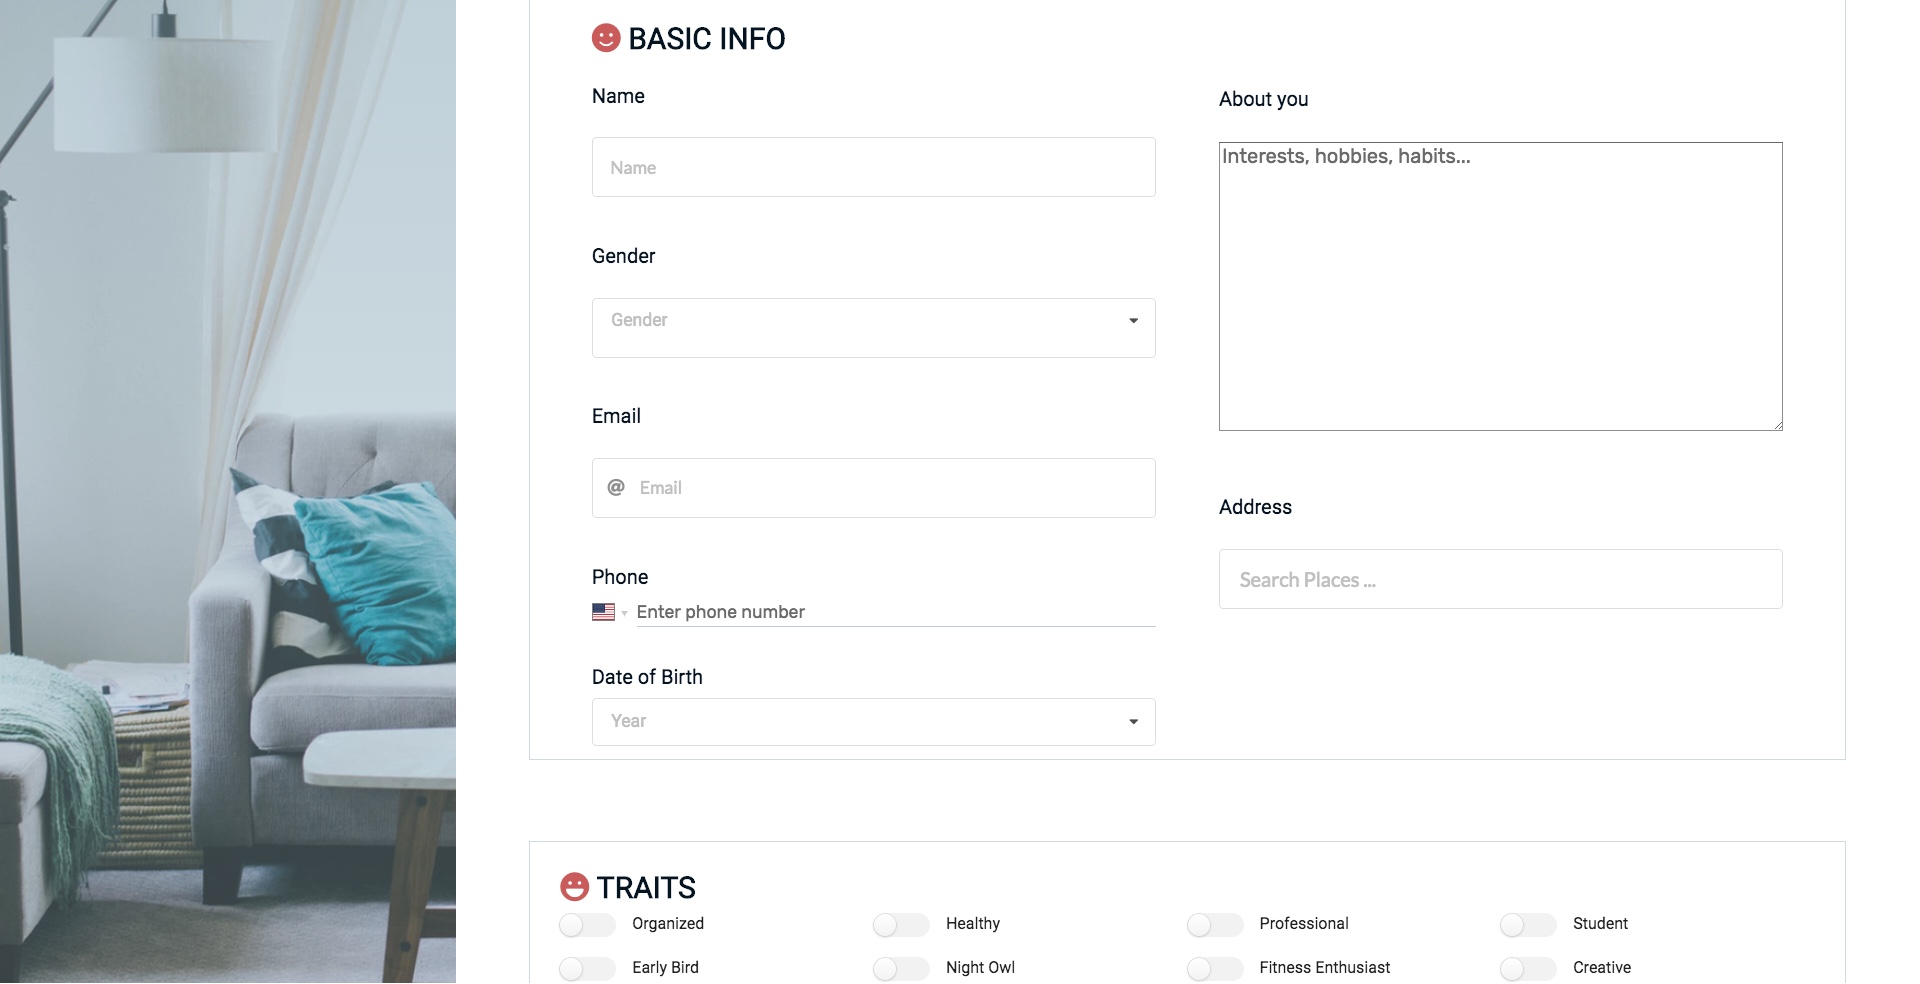 BASIC INFO
Name
Name
Gender
Gender
Email
@ Email
Phone
Enter phone number
Date of Birth
Year
About you
Interests, hobbies, habits...
Address
Search Places ...
TRAITS
Organized Healthy Professional Student
Early Bird Night Owl Fitness Enthusiast Creative